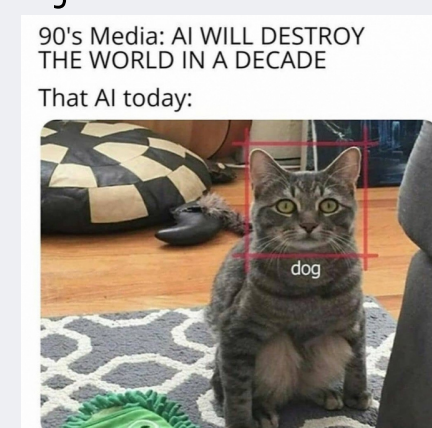 90's Media: AI WILL DESTROY
THE WORLD IN A DECADE
That AI today:
dog